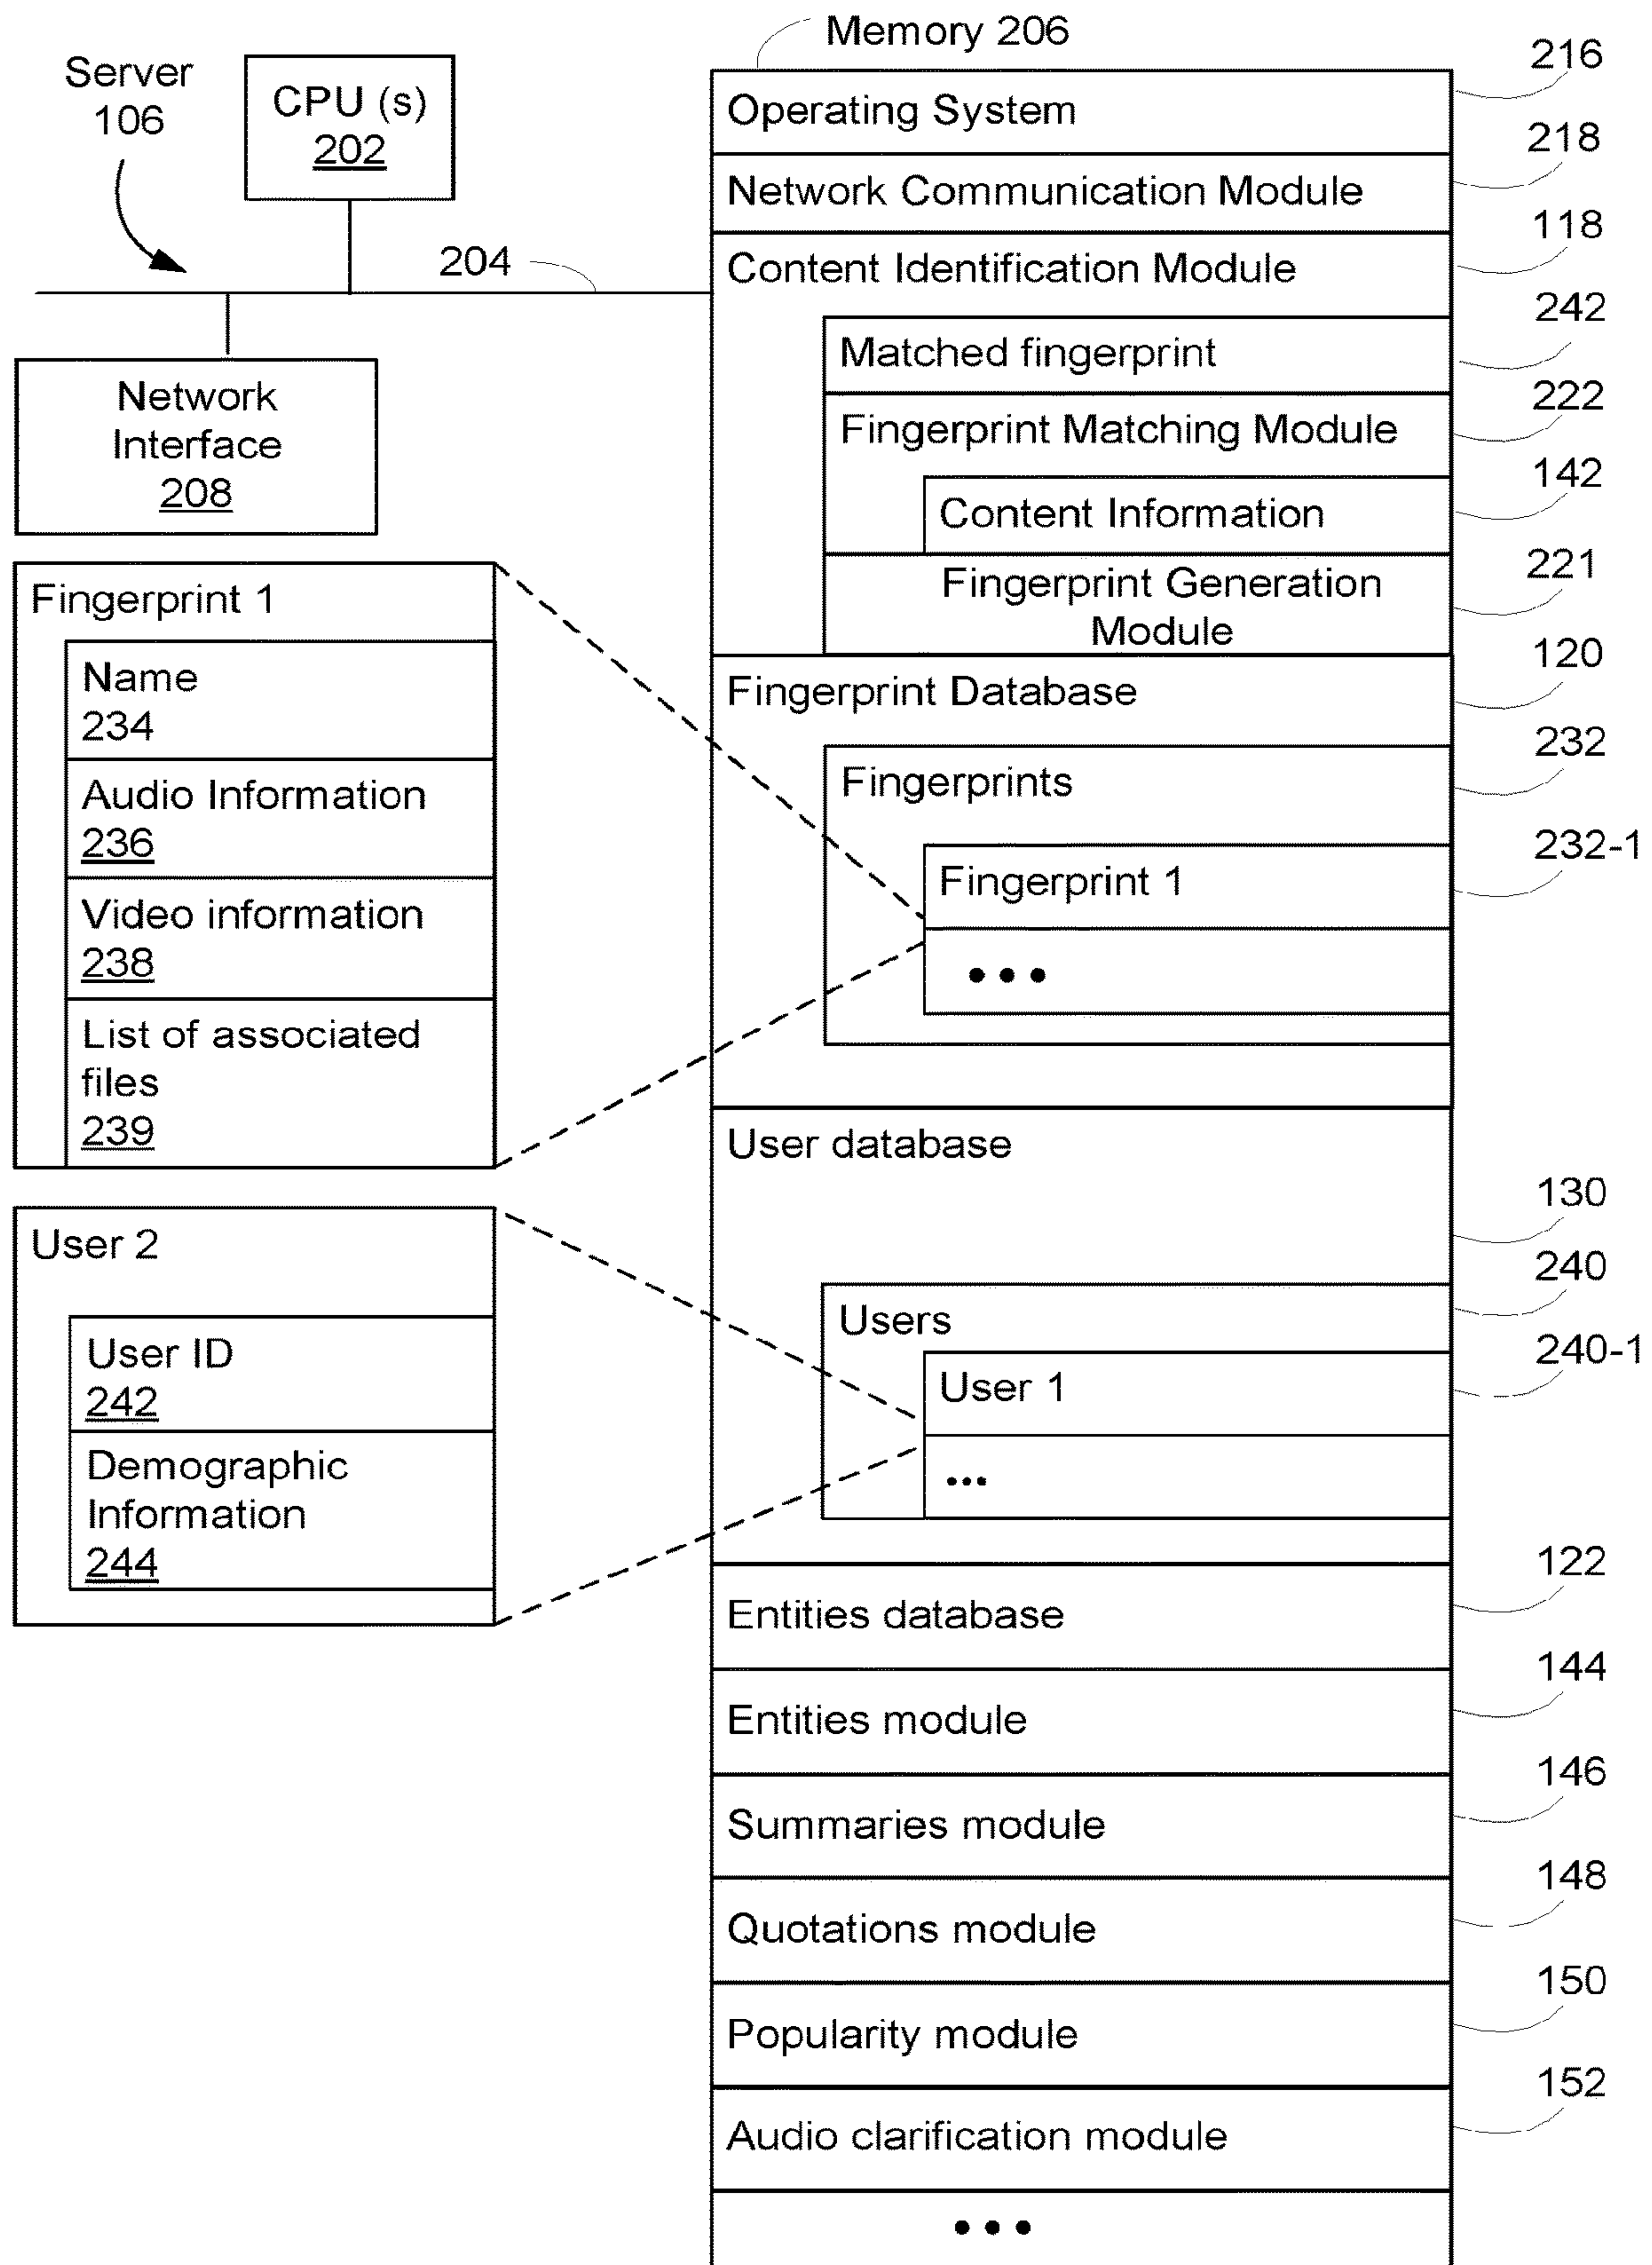 Server
106
CPU (s)
202
204
Network
Interface
208
Memory 206
Operating System
216
Network Communication Module
218
Content Identification Module
118
Matched fingerprint
242
Fingerprint Matching Module
222
Content Information
142
Fingerprint Generation
Module
221
Fingerprint Database
120
Fingerprints
232
Fingerprint 1
232-1
•••
Fingerprint 1
Name
234
Audio Information
236
Video information
238
List of associated
files
239
User database
130
Users
240
User 1
240-1
...
User 2
User ID
242
Demographic
Information
244
Entities database
122
Entities module
144
Summaries module
146
Quotations module
148
Popularity module
150
Audio clarification module
152
•••